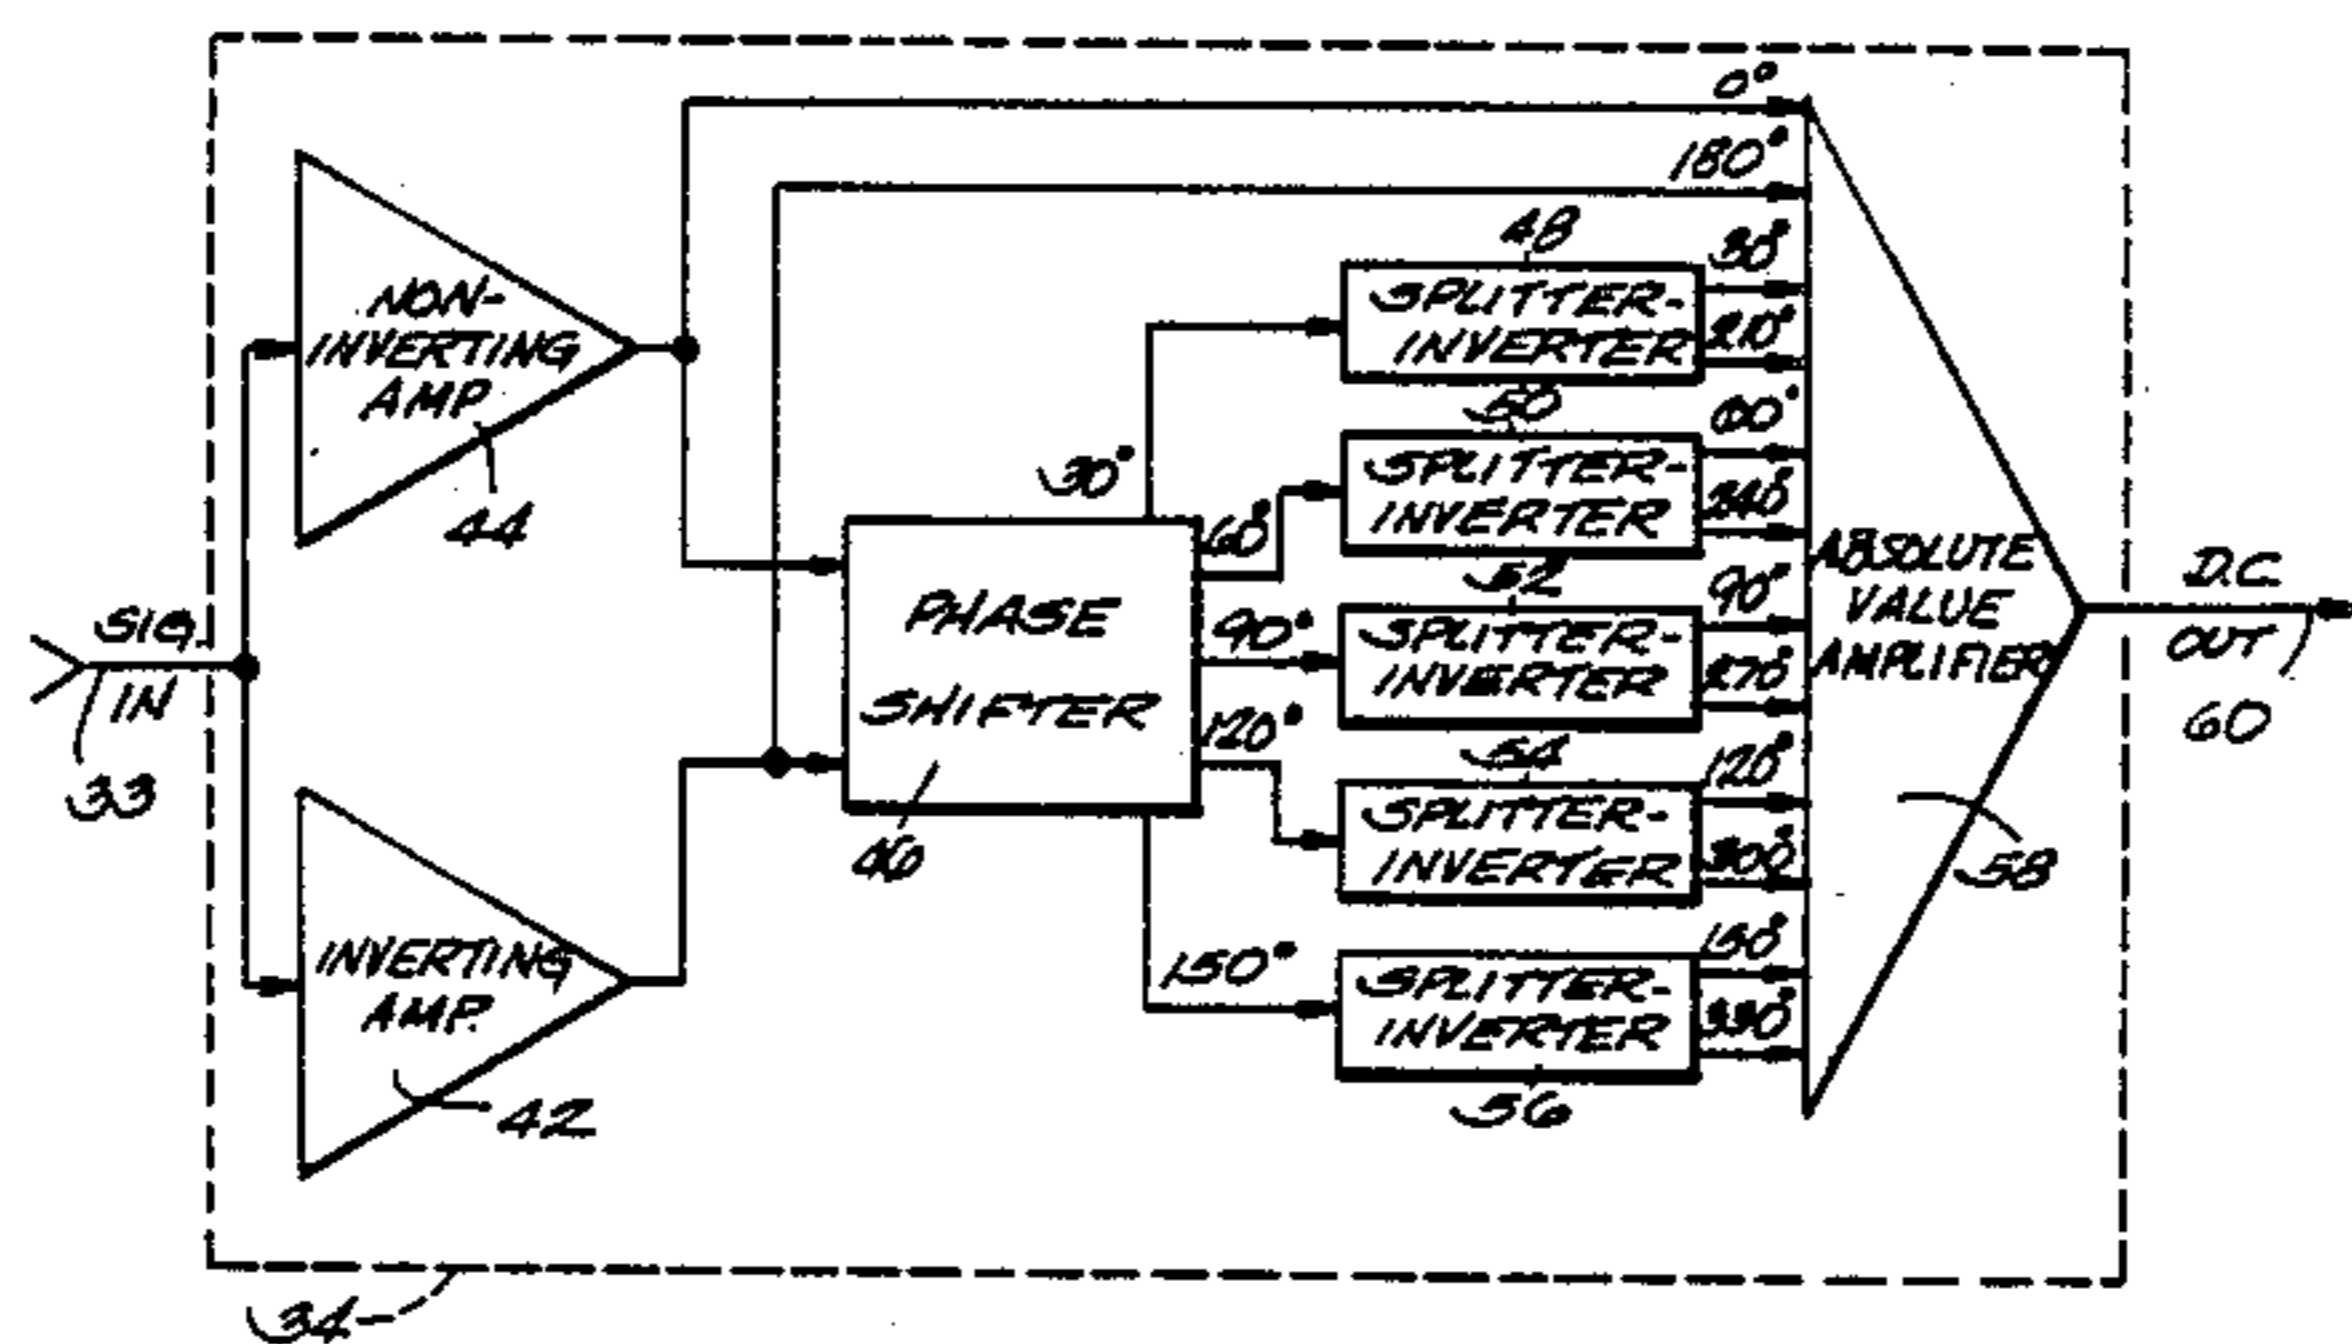 0°
180°
48
30°
SPLITTER-
INVERTER
210°
NON-
INVERTING
AMP
44
50
60°
SPLITTER-
INVERTER
240°
30°
60°
90°
120°
150°
PHASE
SHIFTER
46
52
90°
SPLITTER-
INVERTER
270°
ABSOLUTE
VALUE
AMPLIFIER
58
D.C.
OUT
60
SIG.
IN
33
54
120°
SPLITTER-
INVERTER
300°
INVERTING
AMP.
42
150°
SPLITTER-
INVERTER
330°
56
34